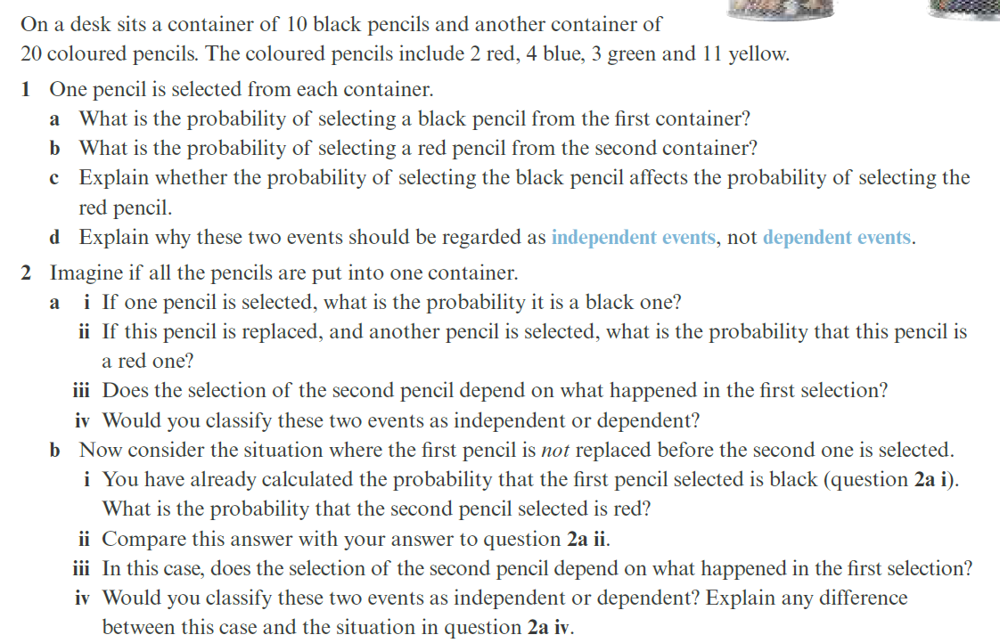 On a desk sits a container of 10 black pencils and another container of
20 coloured pencils. The coloured pencils include 2 red, 4 blue, 3 green and 11 yellow.
1 One pencil is selected from each container.
a What is the probability of selecting a black pencil from the first container?
b What is the probability of selecting a red pencil from the second container?
c Explain whether the probability of selecting the black pencil affects the probability of selecting the
red pencil.
d Explain why these two events should be regarded as independent events, not dependent events.
2 Imagine if all the pencils are put into one container.
a i If one pencil is selected, what is the probability it is a black one?
ii If this pencil is replaced, and another pencil is selected, what is the probability that this pencil is
a red one?
iii Does the selection of the second pencil depend on what happened in the first selection?
iv Would you classify these two events as independent or dependent?
b Now consider the situation where the first pencil is not replaced before the second one is selected.
i You have already calculated the probability that the first pencil selected is black (question 2a i).
What is the probability that the second pencil selected is red?
ii Compare this answer with your answer to question 2a ii.
iii In this case, does the selection of the second pencil depend on what happened in the first selection?
iv Would you classify these two events as independent or dependent? Explain any difference
between this case and the situation in question 2a iv.